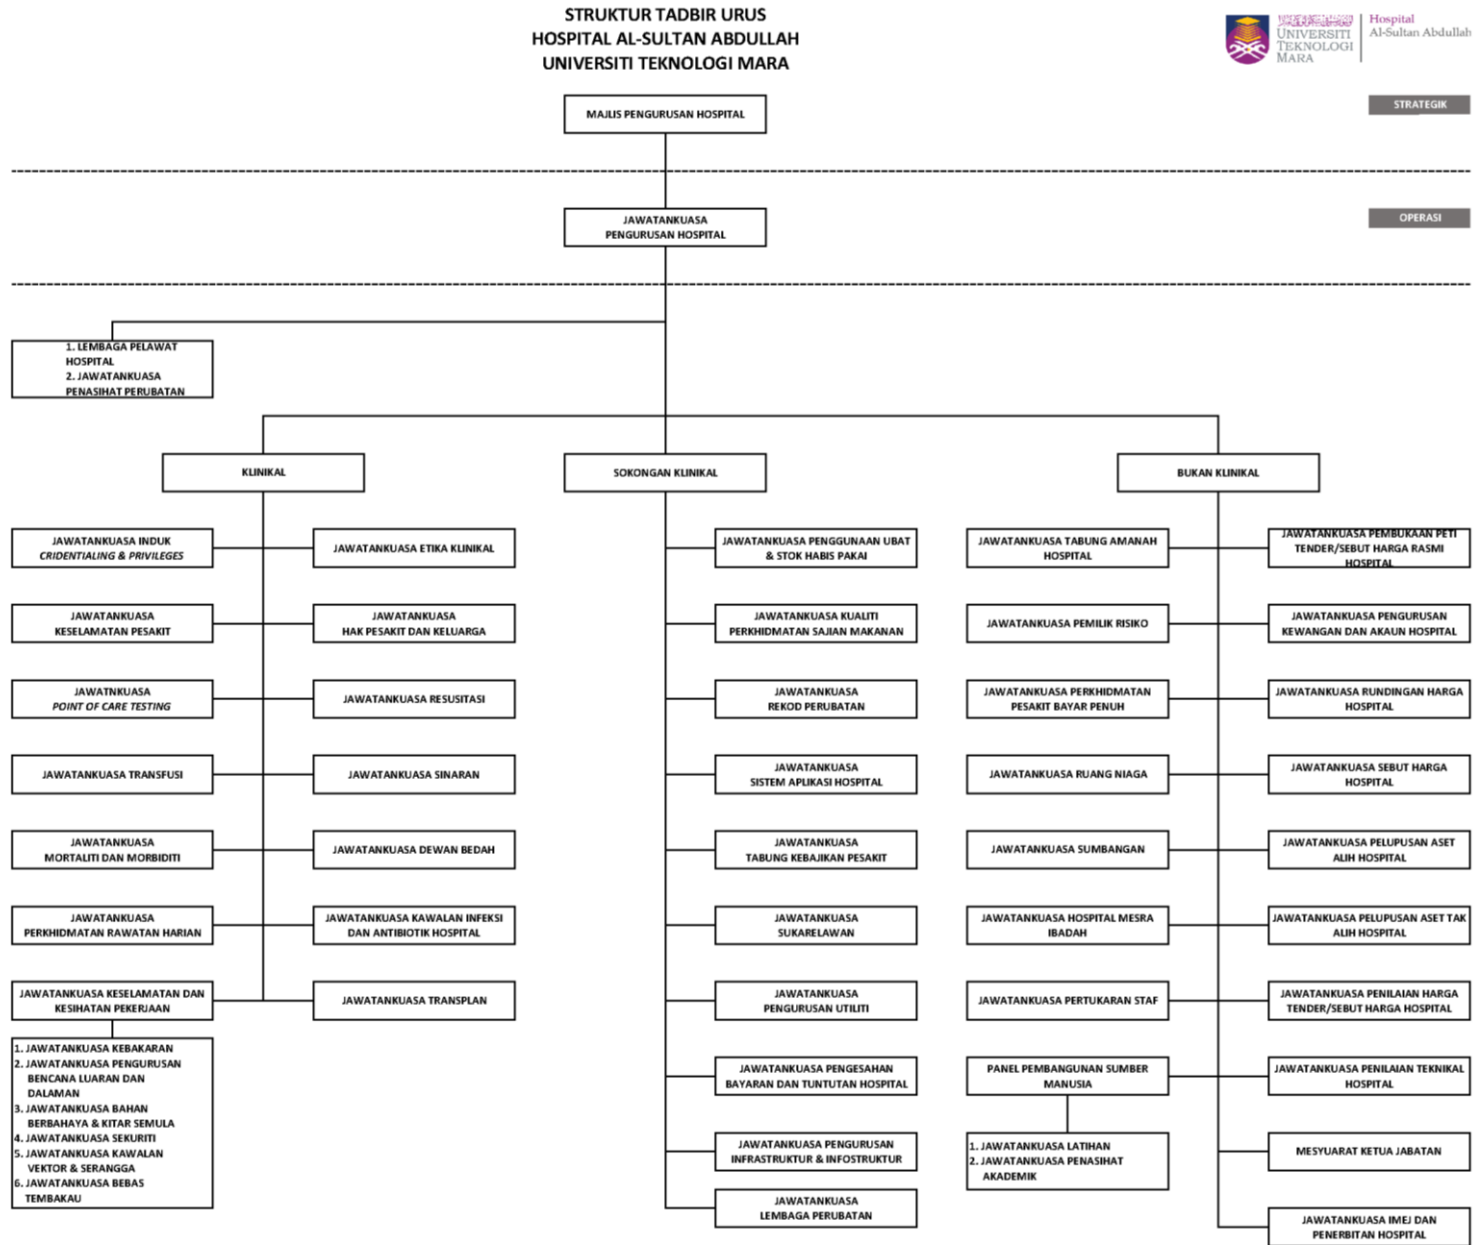 STRUKTUR TADBIR URUS
HOSPITAL AL-SULTAN ABDULLAH
UNIVERSITI TEKNOLOGI MARA
UNIVERSITI
TEKNOLOGI
MARA
Hospital
Al-Sultan Abdullah
MAJLIS PENGURUSAN HOSPITAL
STRATEGIK
JAWATANKUASA
PENGURUSAN HOSPITAL
OPERASI
1. LEMBAGA PELAWAT
HOSPITAL
2. JAWATANKUASA
PENASIHAT PERUBATAN
KLINIKAL
SOKONGAN KLINIKAL
BUKAN KLINIKAL
JAWATANKUASA INDUK
CRIDENTIALING & PRIVILEGES
JAWATANKUASA ETIKA KLINIKAL
JAWATANKUASA KESELAMATAN PESAKIT
JAWATANKUASA
HAK PESAKIT DAN KELUARGA
JAWATNKUASA
POINT OF CARE TESTING
JAWATANKUASA RESUSITASI
JAWATANKUASA TRANSFUSI
JAWATANKUASA SINARAN
JAWATANKUASA
MORTALITI DAN MORBIDITI
JAWATANKUASA DEWAN BEDAH
JAWATANKUASA
PERKHIDMATAN RAWATAN HARIAN
JAWATANKUASA KAWALAN INFEKSI
DAN ANTIBIOTIK HOSPITAL
JAWATANKUASA KESELAMATAN DAN
KESIHATAN PEKERJAAN
JAWATANKUASA TRANSPLAN
1. JAWATANKUASA KEBAKARAN
2. JAWATANKUASA PENGURUSAN
BENCANA LUARAN DAN
DALAMAN
3. JAWATANKUASA BAHAN
BERBAHAYA & KITAR SEMULA
4. JAWATANKUASA SEKURITI
5. JAWATANKUASA KAWALAN
VEKTOR & SERANGGA
6. JAWATANKUASA BEBAS
TEMBAKAU
JAWATANKUASA PENGGUNAAN UBAT
& STOK HABIS PAKAI
JAWATANKUASA KUALITI
PERKHIDMATAN SAJIAN MAKANAN
JAWATANKUASA
REKOD PERUBATAN
JAWATANKUASA
SISTEM APLIKASI HOSPITAL
JAWATANKUASA
TABUNG KEBAJIKAN PESAKIT
JAWATANKUASA
SUKARELAWAN
JAWATANKUASA
PENGURUSAN UTILITI
JAWATANKUASA PENGESAHAN
BAYARAN DAN TUNTUTAN HOSPITAL
JAWATANKUASA PENGURUSAN
INFRASTRUKTUR & INFOSTRUKTUR
JAWATANKUASA
LEMBAGA PERUBATAN
JAWATANKUASA TABUNG AMANAH
HOSPITAL
JAWATANKUASA PEMBUKAAN PETI
TENDER/SEBUT HARGA RASMI
HOSPITAL
JAWATANKUASA PEMILIK RISIKO
JAWATANKUASA PENGURUSAN
KEWANGAN DAN AKAUN HOSPITAL
JAWATANKUASA PERKHIDMATAN
PESAKIT BAYAR PENUH
JAWATANKUASA RUNDINGAN HARGA
HOSPITAL
JAWATANKUASA RUANG NIAGA
JAWATANKUASA SEBUT HARGA
HOSPITAL
JAWATANKUASA SUMBANGAN
JAWATANKUASA PELUPUSAN ASET
ALIH HOSPITAL
JAWATANKUASA HOSPITAL MESRA
IBADAH
JAWATANKUASA PELUPUSAN ASET TAK
ALIH HOSPITAL
JAWATANKUASA PERTUKARAN STAF
JAWATANKUASA PENILAIAN HARGA
TENDER/SEBUT HARGA HOSPITAL
PANEL PEMBANGUNAN SUMBER
MANUSIA
JAWATANKUASA PENILAIAN TEKNIKAL
HOSPITAL
1. JAWATANKUASA LATIHAN
2. JAWATANKUASA PENASIHAT
AKADEMIK
MESYUARAT KETUA JABATAN
JAWATANKUASA IMEJ DAN
PENERBITAN HOSPITAL